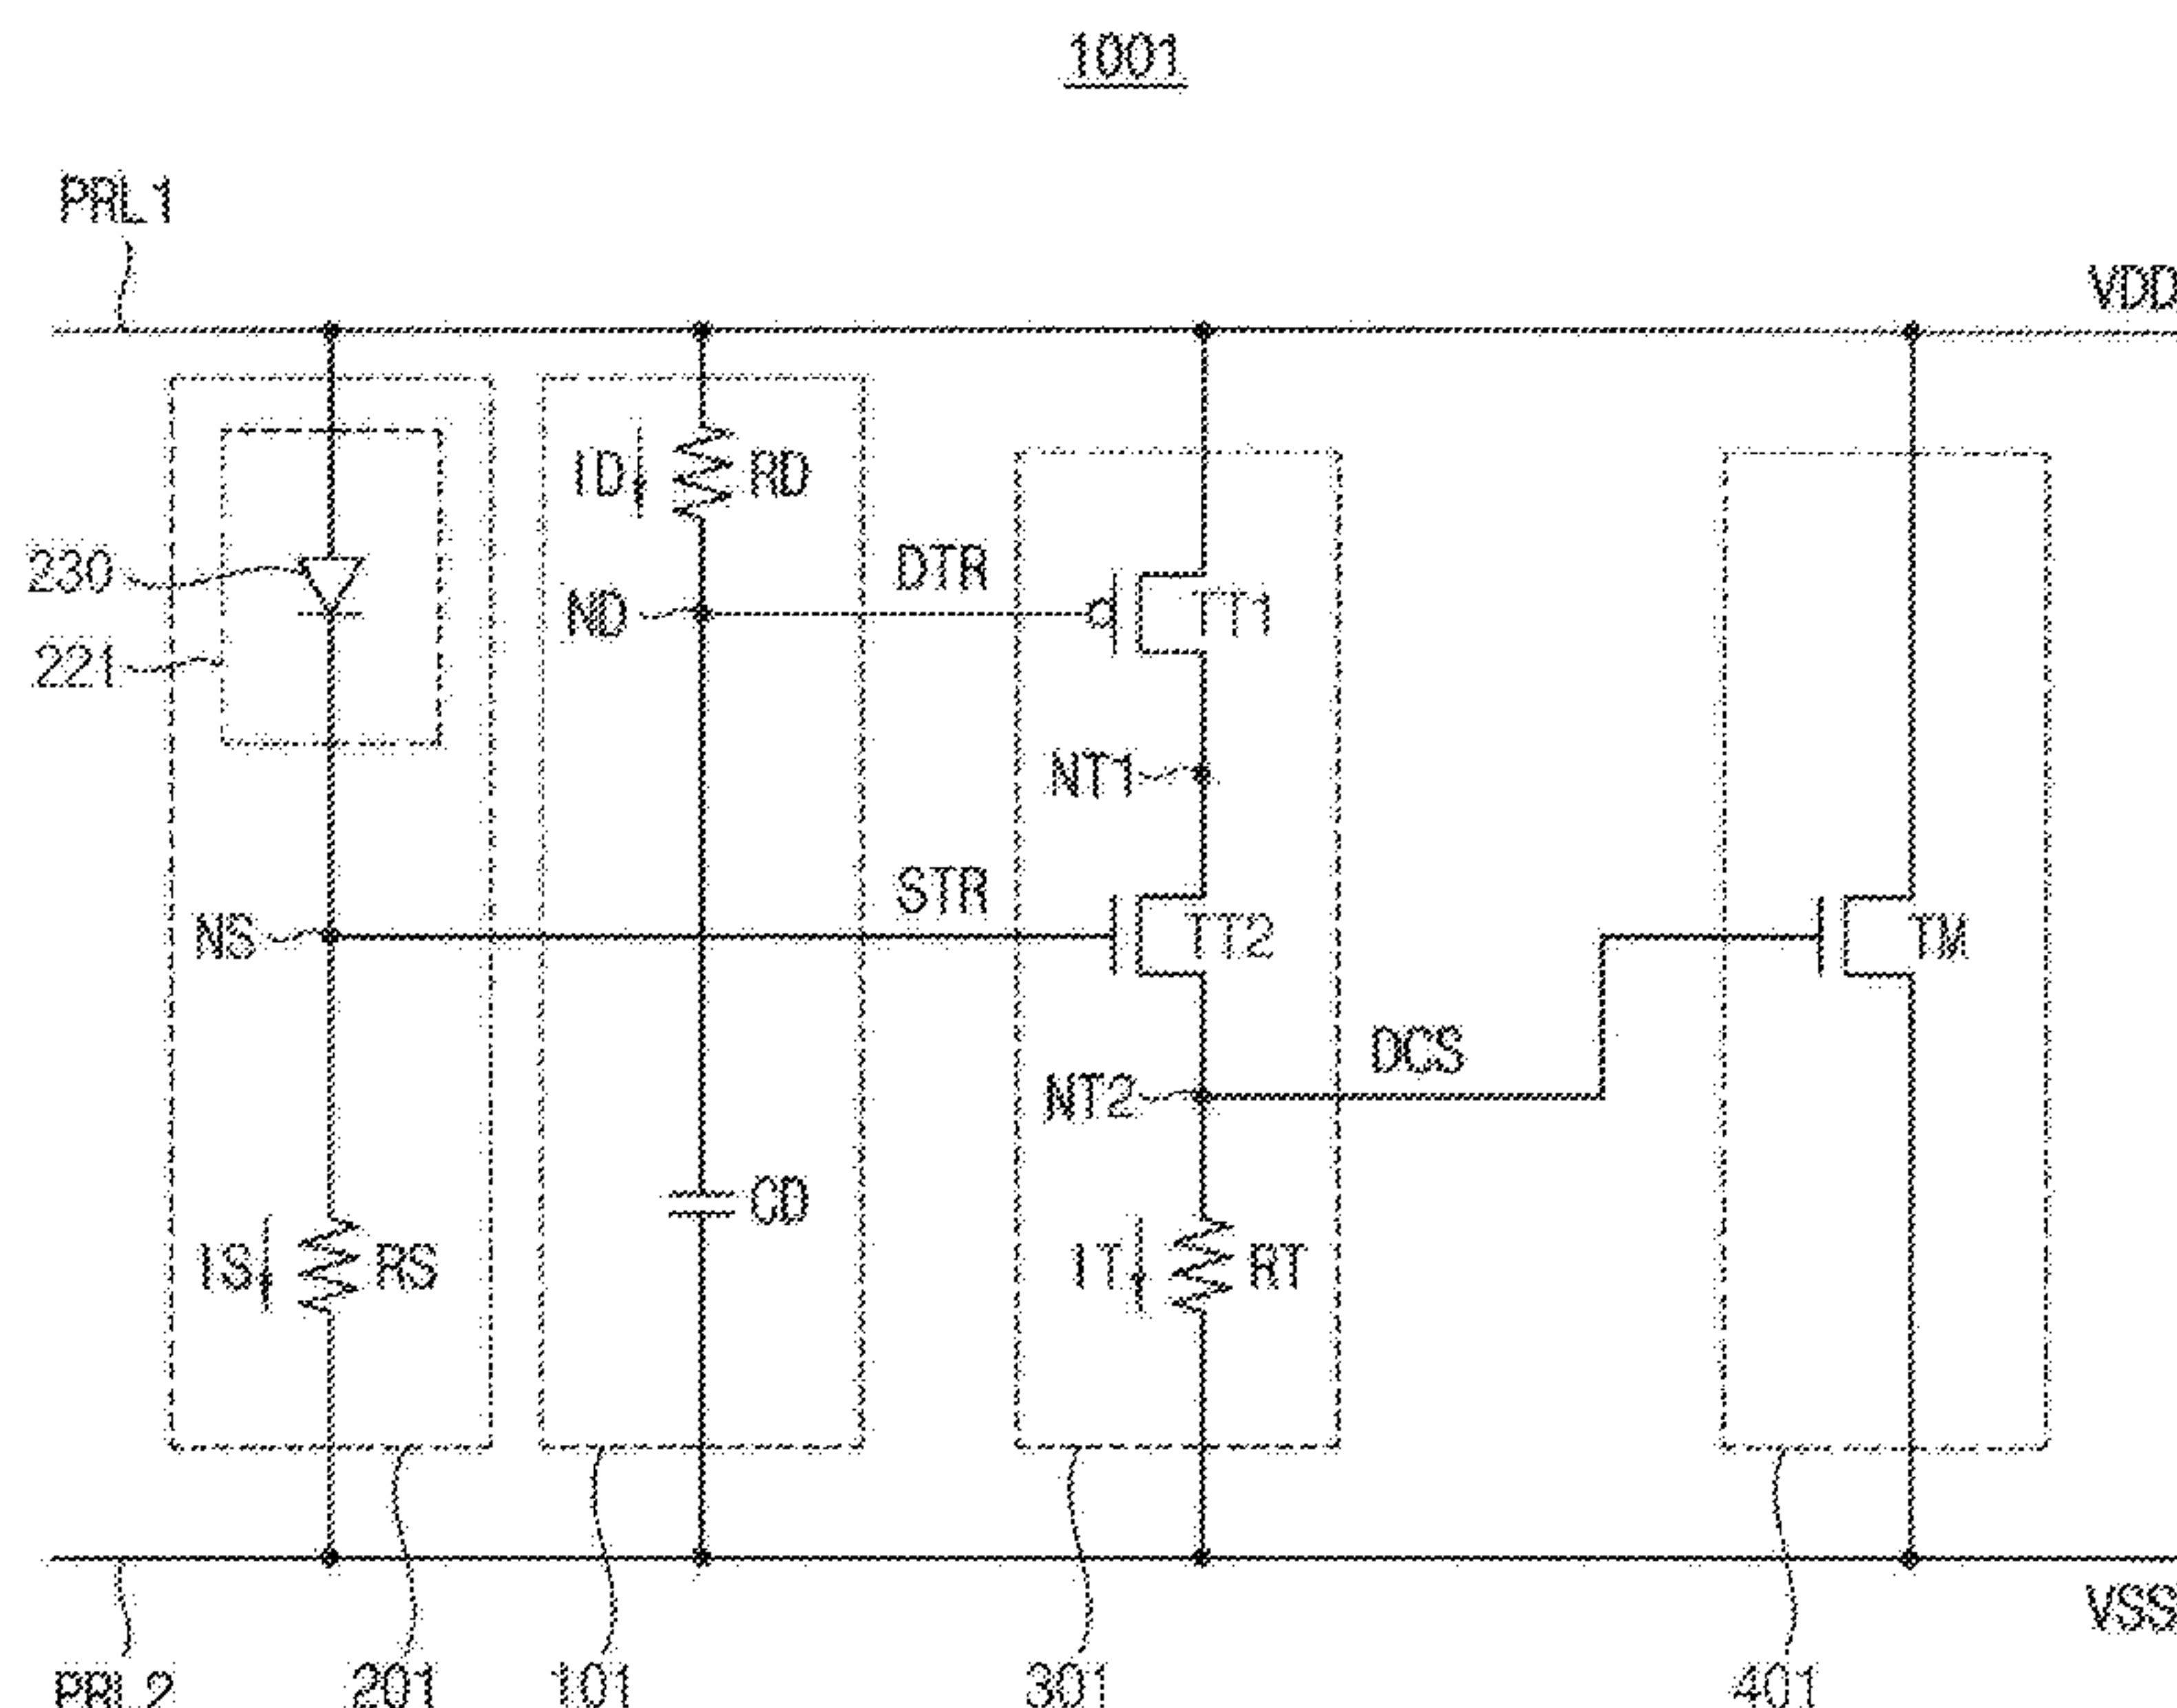 1001
PRL1
VDD
ID
RD
230
DTR
ND
TT1
221
NT1
STR
NS
TT2
TM
DCS
NT2
CD
IS
RS
IT
RT
VSS
PRL2
201
101
301
401